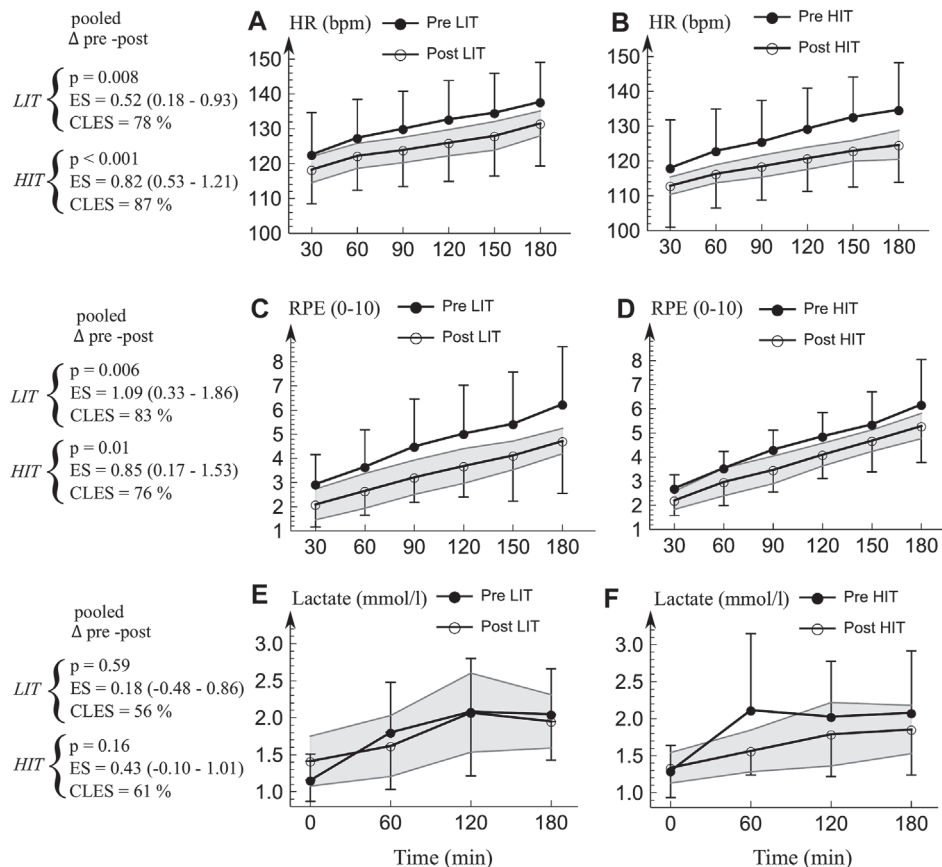 pooled
Δ pre -post
LIT
p = 0.008
ES = 0.52 (0.18 - 0.93)
CLES = 78 %
HIT
p < 0.001
ES = 0.82 (0.53 - 1.21)
CLES = 87 %
A HR (bpm)
Pre LIT
Post LIT
150
140
130
120
110
100
30 60 90 120 150 180
B HR (bpm)
Pre HIT
Post HIT
150
140
130
120
110
100
30 60 90 120 150 180
pooled
Δ pre -post
LIT
p = 0.006
ES = 1.09 (0.33 - 1.86)
CLES = 83 %
HIT
p = 0.01
ES = 0.85 (0.17 - 1.53)
CLES = 76 %
C RPE (0-10)
Pre LIT
Post LIT
8
7
6
5
4
3
2
1
30 60 90 120 150 180
D RPE (0-10)
Pre HIT
Post HIT
8
7
6
5
4
3
2
1
30 60 90 120 150 180
pooled
Δ pre -post
LIT
p = 0.59
ES = 0.18 (-0.48 - 0.86)
CLES = 56 %
HIT
p = 0.16
ES = 0.43 (-0.10 - 1.01)
CLES = 61 %
E Lactate (mmol/l)
Pre LIT
Post LIT
3.0
2.5
2.0
1.5
1.0
0 60 120 180
Time (min)
F Lactate (mmol/l)
Pre HIT
Post HIT
3.0
2.5
2.0
1.5
1.0
0 60 120 180
Time (min)